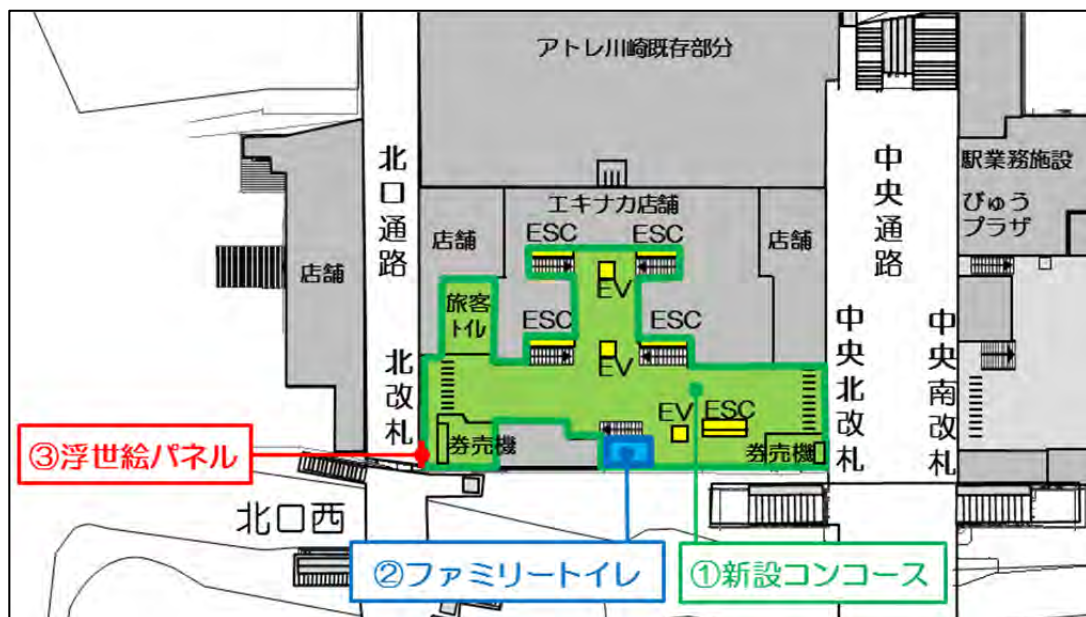 アトレ川崎既存部分
駅業務施設
びゅう
プラザ
北口通路
中央通路
エキナカ店舗
店舗
店舗
店舗
ESC
ESC
EV
旅客
トイレ
ESC
ESC
EV
北改札
中央北改札
中央南改札
EV
ESC
券売機
券売機
③浮世絵パネル
北口西
②ファミリートイレ
①新設コンコース